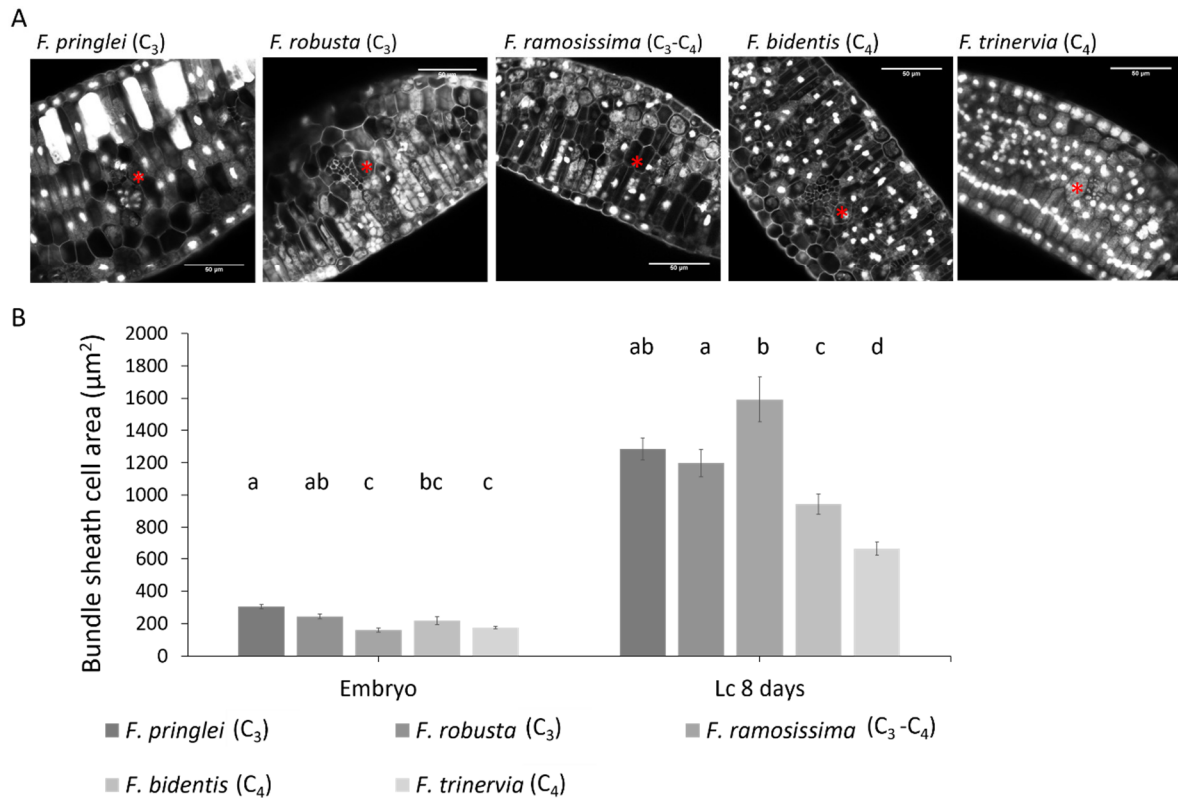 A
F. pringlei (C₃)
F. robusta (C₃)
F. ramosissima (C₃-C₄)
F. bidentis (C₄)
F. trinervia (C₄)
50 µm
50 µm
50 µm
50 µm
50 µm
* * * * *
B
Bundle sheath cell area (µm²)
2000
1800
1600
1400
1200
1000
800
600
400
200
0
a ab c bc c
ab a b c d
Embryo
Lc 8 days
F. pringlei (C₃)
F. robusta (C₃)
F. ramosissima (C₃-C₄)
F. bidentis (C₄)
F. trinervia (C₄)